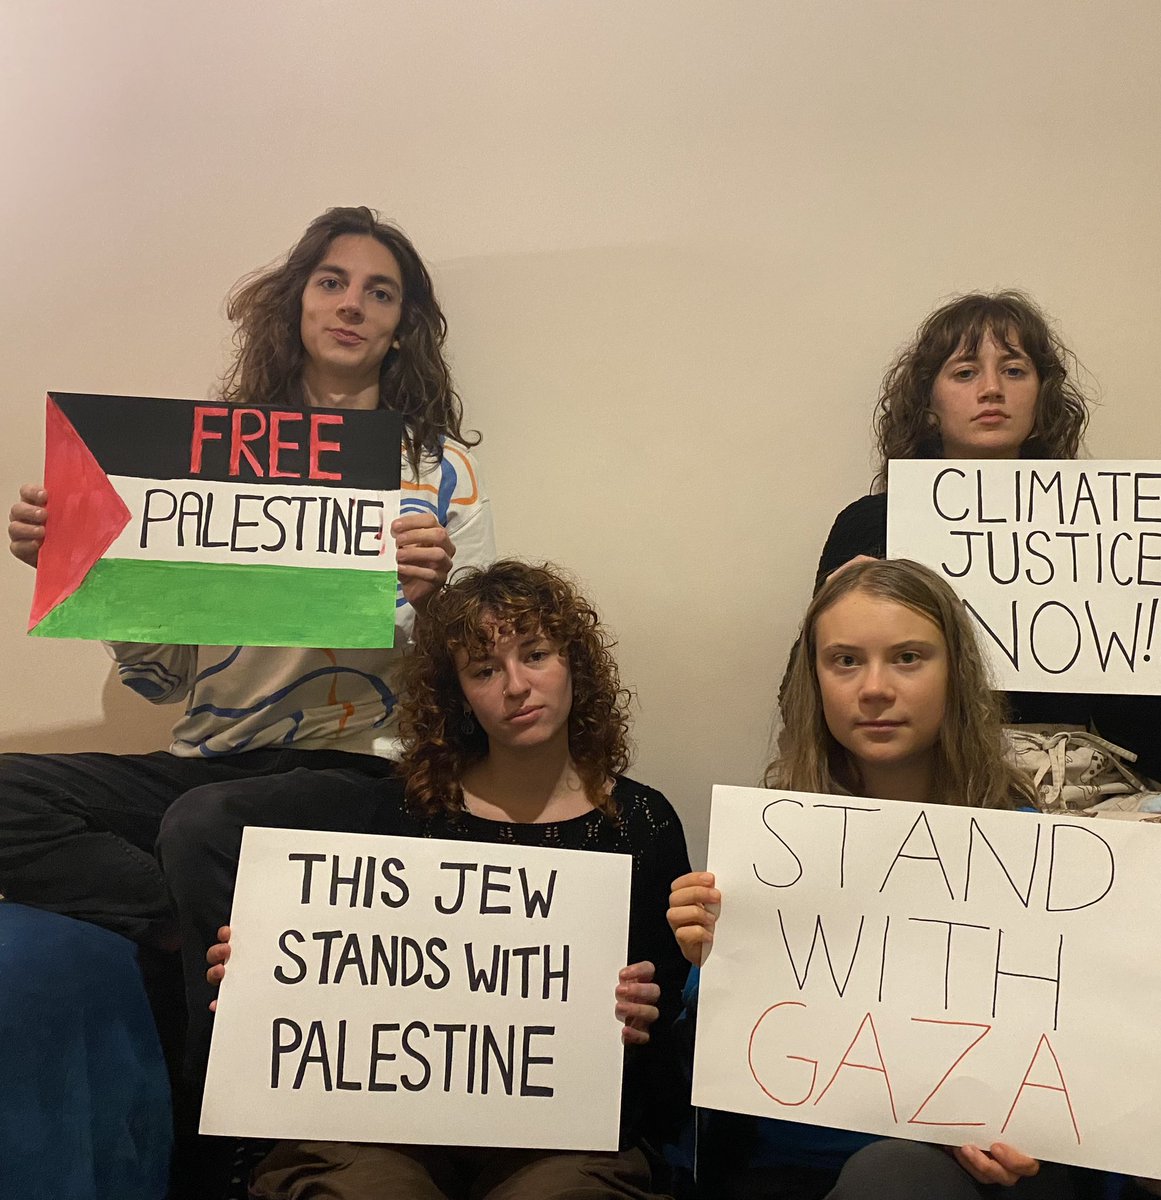 FREE
PALESTINE
CLIMATE
JUSTICE
NOW!
THIS JEW
STANDS WITH
PALESTINE
STAND
WITH
GAZA